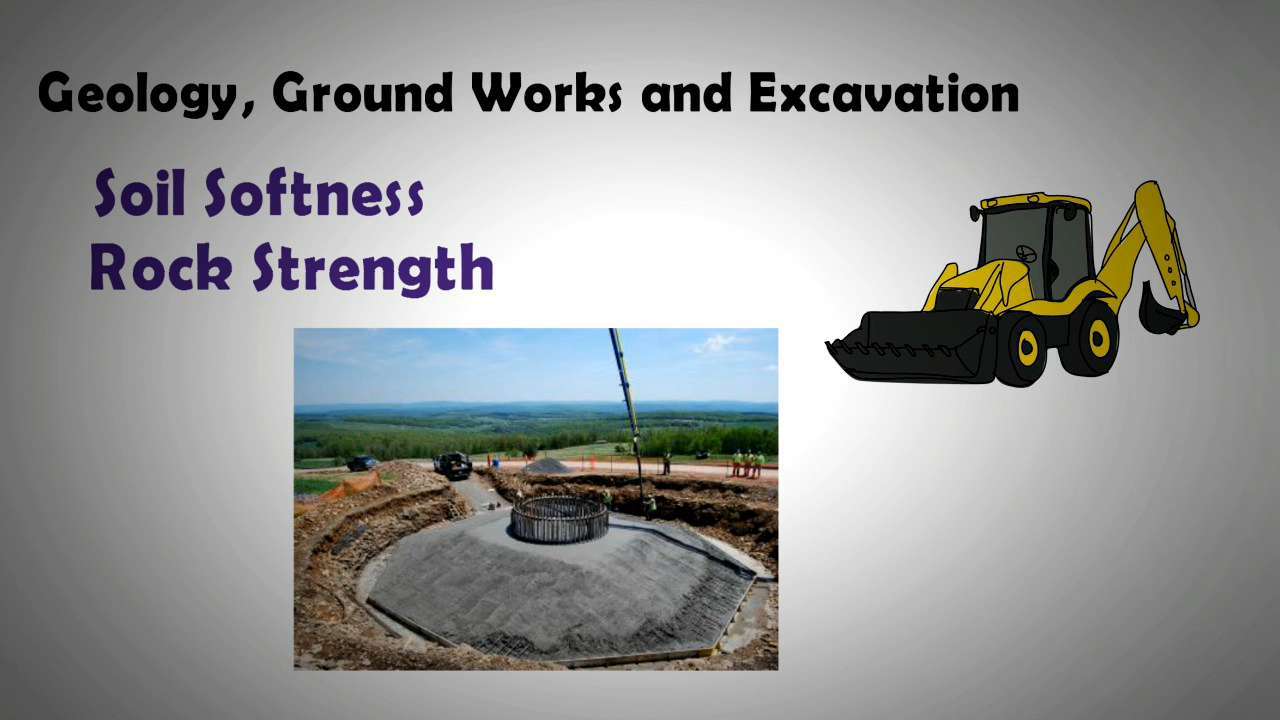 Geology, Ground Works and Excavation
Soil Softness
Rock Strength